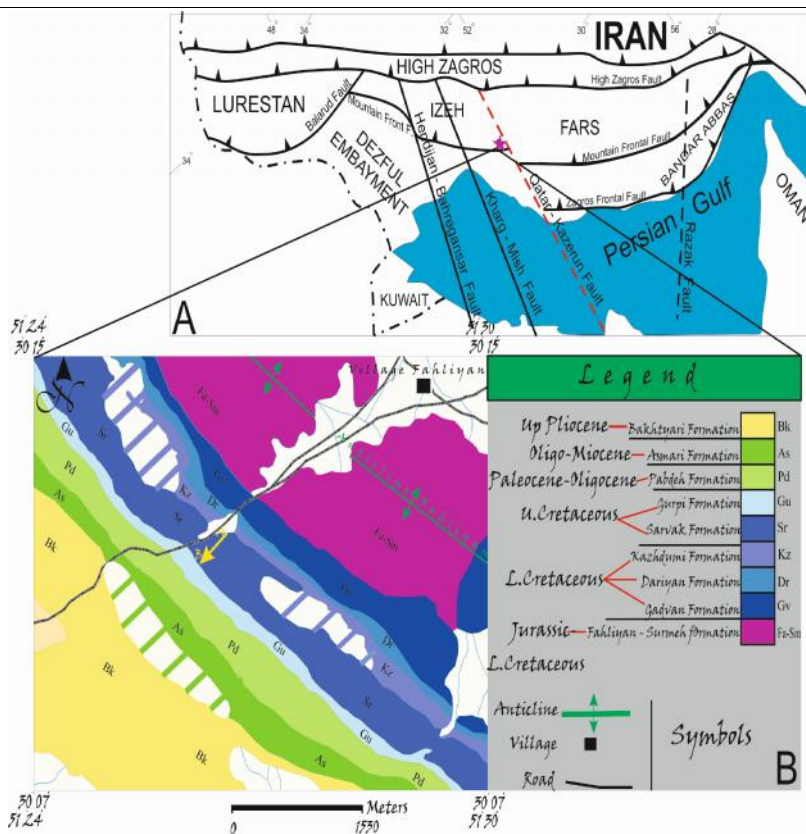 48
34
32
52
30
56
28
IRAN
HIGH ZAGROS
High Zagros Fault
LURESTAN
Balarud Fault
Mountain Front F.
IZEH
FARS
DEZFUL
EMBAYMENT
Hendijan-Bahregansar Fault
Kharg-Mish Fault
Qatar-Kazerun Fault
Mountain Frontal Fault
Zagros Frontal Fault
BANDAR ABBAS
Razak Fault
Persian Gulf
OMAN
34
KUWAIT
A
51 24
30 15
51 30
30 15
N
Village Fahliyan
Fa-Sm
Fa-Sm
Gu
Sr
Kz
Dr
Gv
Pd
As
Bk
Sr
Gv
Dr
Kz
Bk
As
Pd
Gu
Sr
Bk
As
Gu
Pd
30 07
51 24
30 07
51 30
Meters
0 1530
Legend
Up Pliocene Bakhtyari Formation Bk
Oligo-Miocene Asmari Formation As
Paleocene-Oligocene Pabdeh Formation Pd
U.Cretaceous Gurpi Formation Gu
Sarvak Formation Sr
Kazhdumi Formation Kz
L.Cretaceous Dariyan Formation Dr
Gadvan Formation Gv
Jurassic Fahliyan - Surmeh formation Fa-Sm
L.Cretaceous
Anticline
Village
Road
Symbols
B